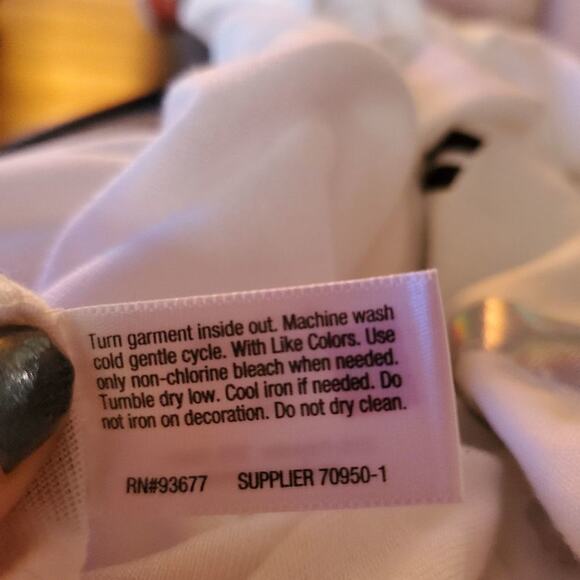 Turn garment inside out. Machine wash
cold gentle cycle. With Like Colors. Use
only non-chlorine bleach when needed.
Tumble dry low. Cool iron if needed. Do
not iron on decoration. Do not dry clean.
RN#93677 SUPPLIER 70950-1